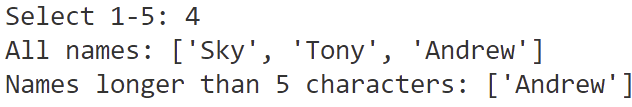 Select 1-5: 4
All names: ['Sky', 'Tony', 'Andrew']
Names longer than 5 characters: ['Andrew']